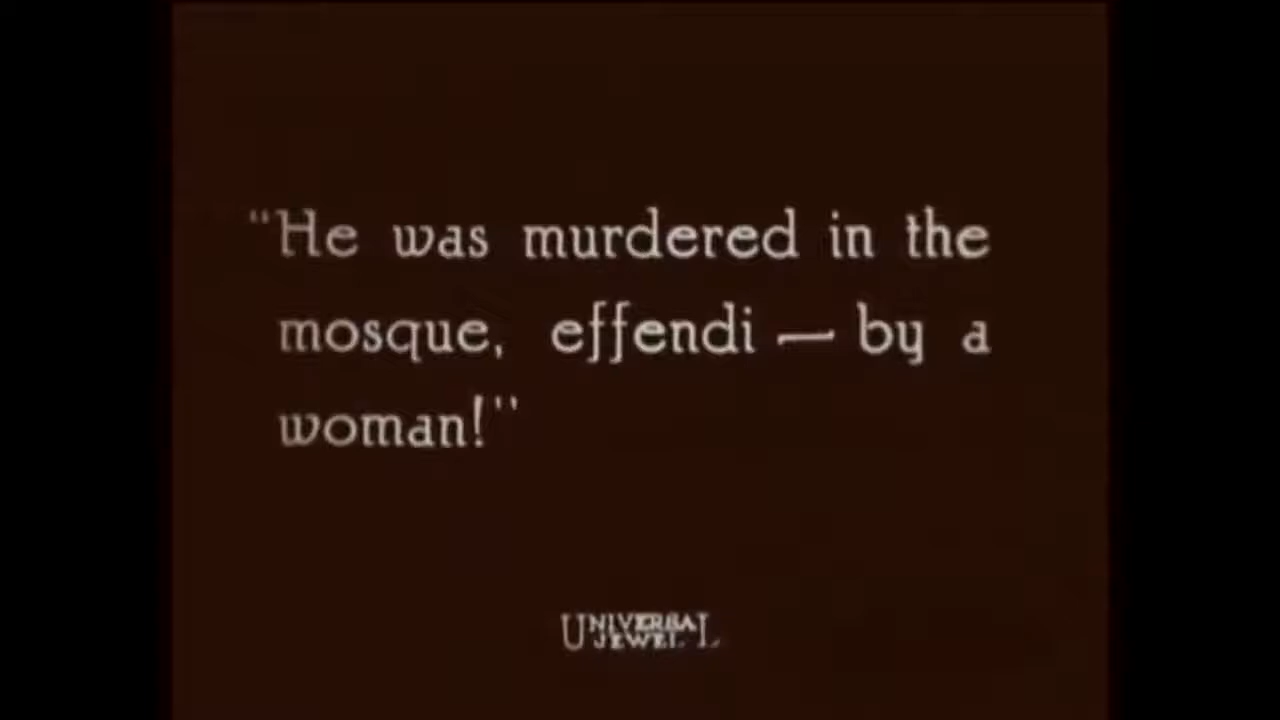 "He was murdered in the
mosque, effendi — by a
woman!"
UNIVERSAL
JEWEL